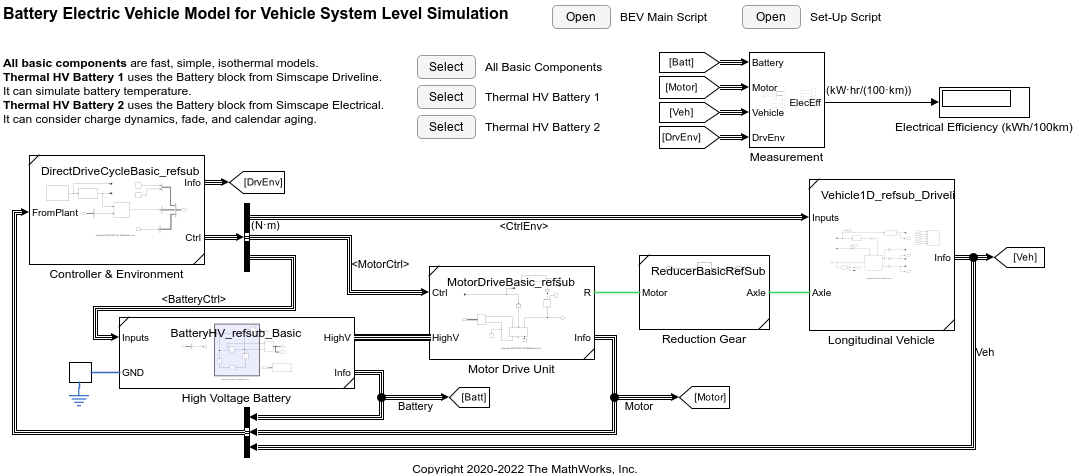 Battery Electric Vehicle Model for Vehicle System Level Simulation
Open
BEV Main Script
Open
Set-Up Script
All basic components are fast, simple, isothermal models.
Thermal HV Battery 1 uses the Battery block from Simscape Driveline.
It can simulate battery temperature.
Thermal HV Battery 2 uses the Battery block from Simscape Electrical.
It can consider charge dynamics, fade, and calendar aging.
Select
All Basic Components
Select
Thermal HV Battery 1
Select
Thermal HV Battery 2
[Batt]
[Motor]
[Veh]
[DrvEnv]
Battery
Motor
Vehicle
DrvEnv
ElecEff
Measurement
(kW·hr/(100·km))
Electrical Efficiency (kWh/100km)
DirectDriveCycleBasic_refsub
Info
FromPlant
Ctrl
Controller & Environment
[DrvEnv]
(N·m)
<CtrlEnv>
<MotorCtrl>
<BatteryCtrl>
Vehicle1D_refsub_Driveli
Inputs
Info
Axle
Longitudinal Vehicle
[Veh]
Veh
MotorDriveBasic_refsub
Ctrl
R
HighV
Info
Motor Drive Unit
ReducerBasicRefSub
Motor
Axle
Reduction Gear
BatteryHV_refsub_Basic
Inputs
HighV
GND
Info
High Voltage Battery
Battery
[Batt]
Motor
[Motor]
Copyright 2020-2022 The MathWorks, Inc.